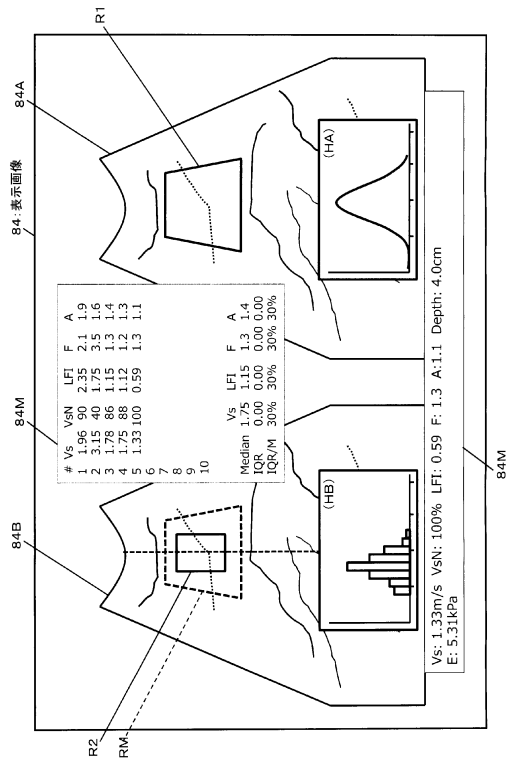 84:表示画像
84B
84M
84A
R2
RM
R1
# Vs VsN LFI F A
1 1.96 90 2.35 2.1 1.9
2 3.15 40 1.75 3.5 1.6
3 1.78 86 1.15 1.3 1.4
4 1.75 88 1.12 1.2 1.3
5 1.33 100 0.59 1.3 1.1
6
7
8
9
10
Vs LFI F A
Median 1.75 1.15 1.3 1.4
IQR 0.00 0.00 0.00 0.00
IQR/M 30% 30% 30% 30%
(HB)
(HA)
Vs: 1.33m/s VsN: 100% LFI: 0.59 F: 1.3 A:1.1 Depth: 4.0cm
E: 5.31kPa
84M